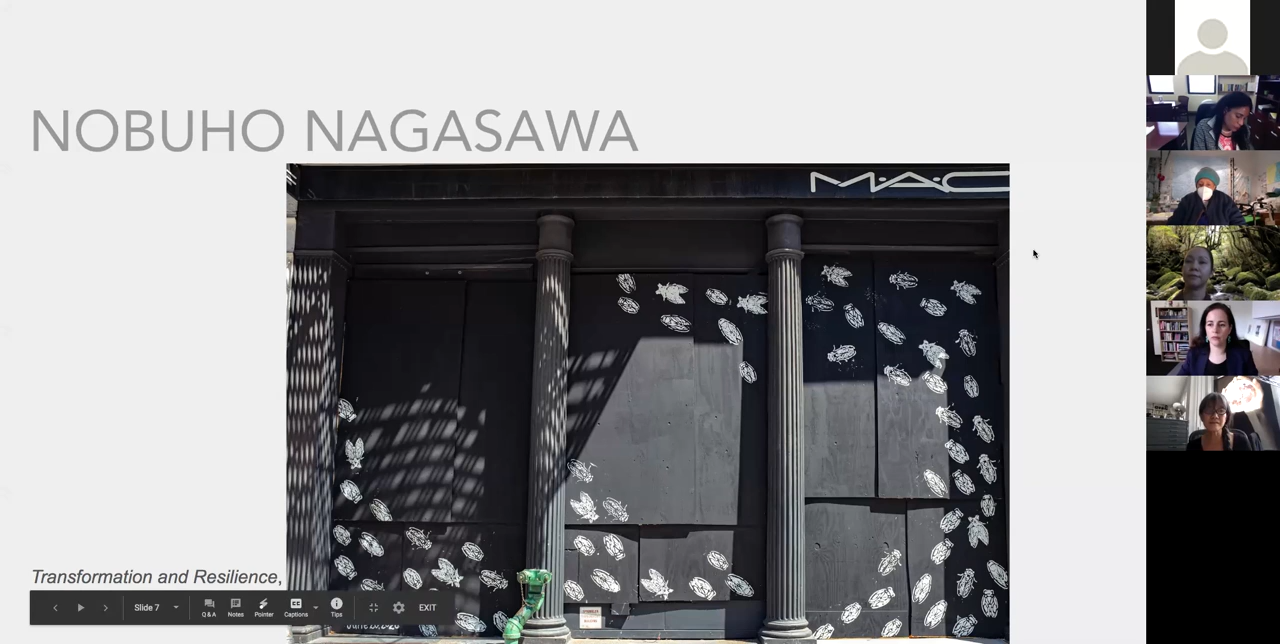 NOBUHO NAGASAWA
MAC
Transformation and Resilience,
Slide 7
Q & A
Notes
Pointer
Captions
Tips
EXIT